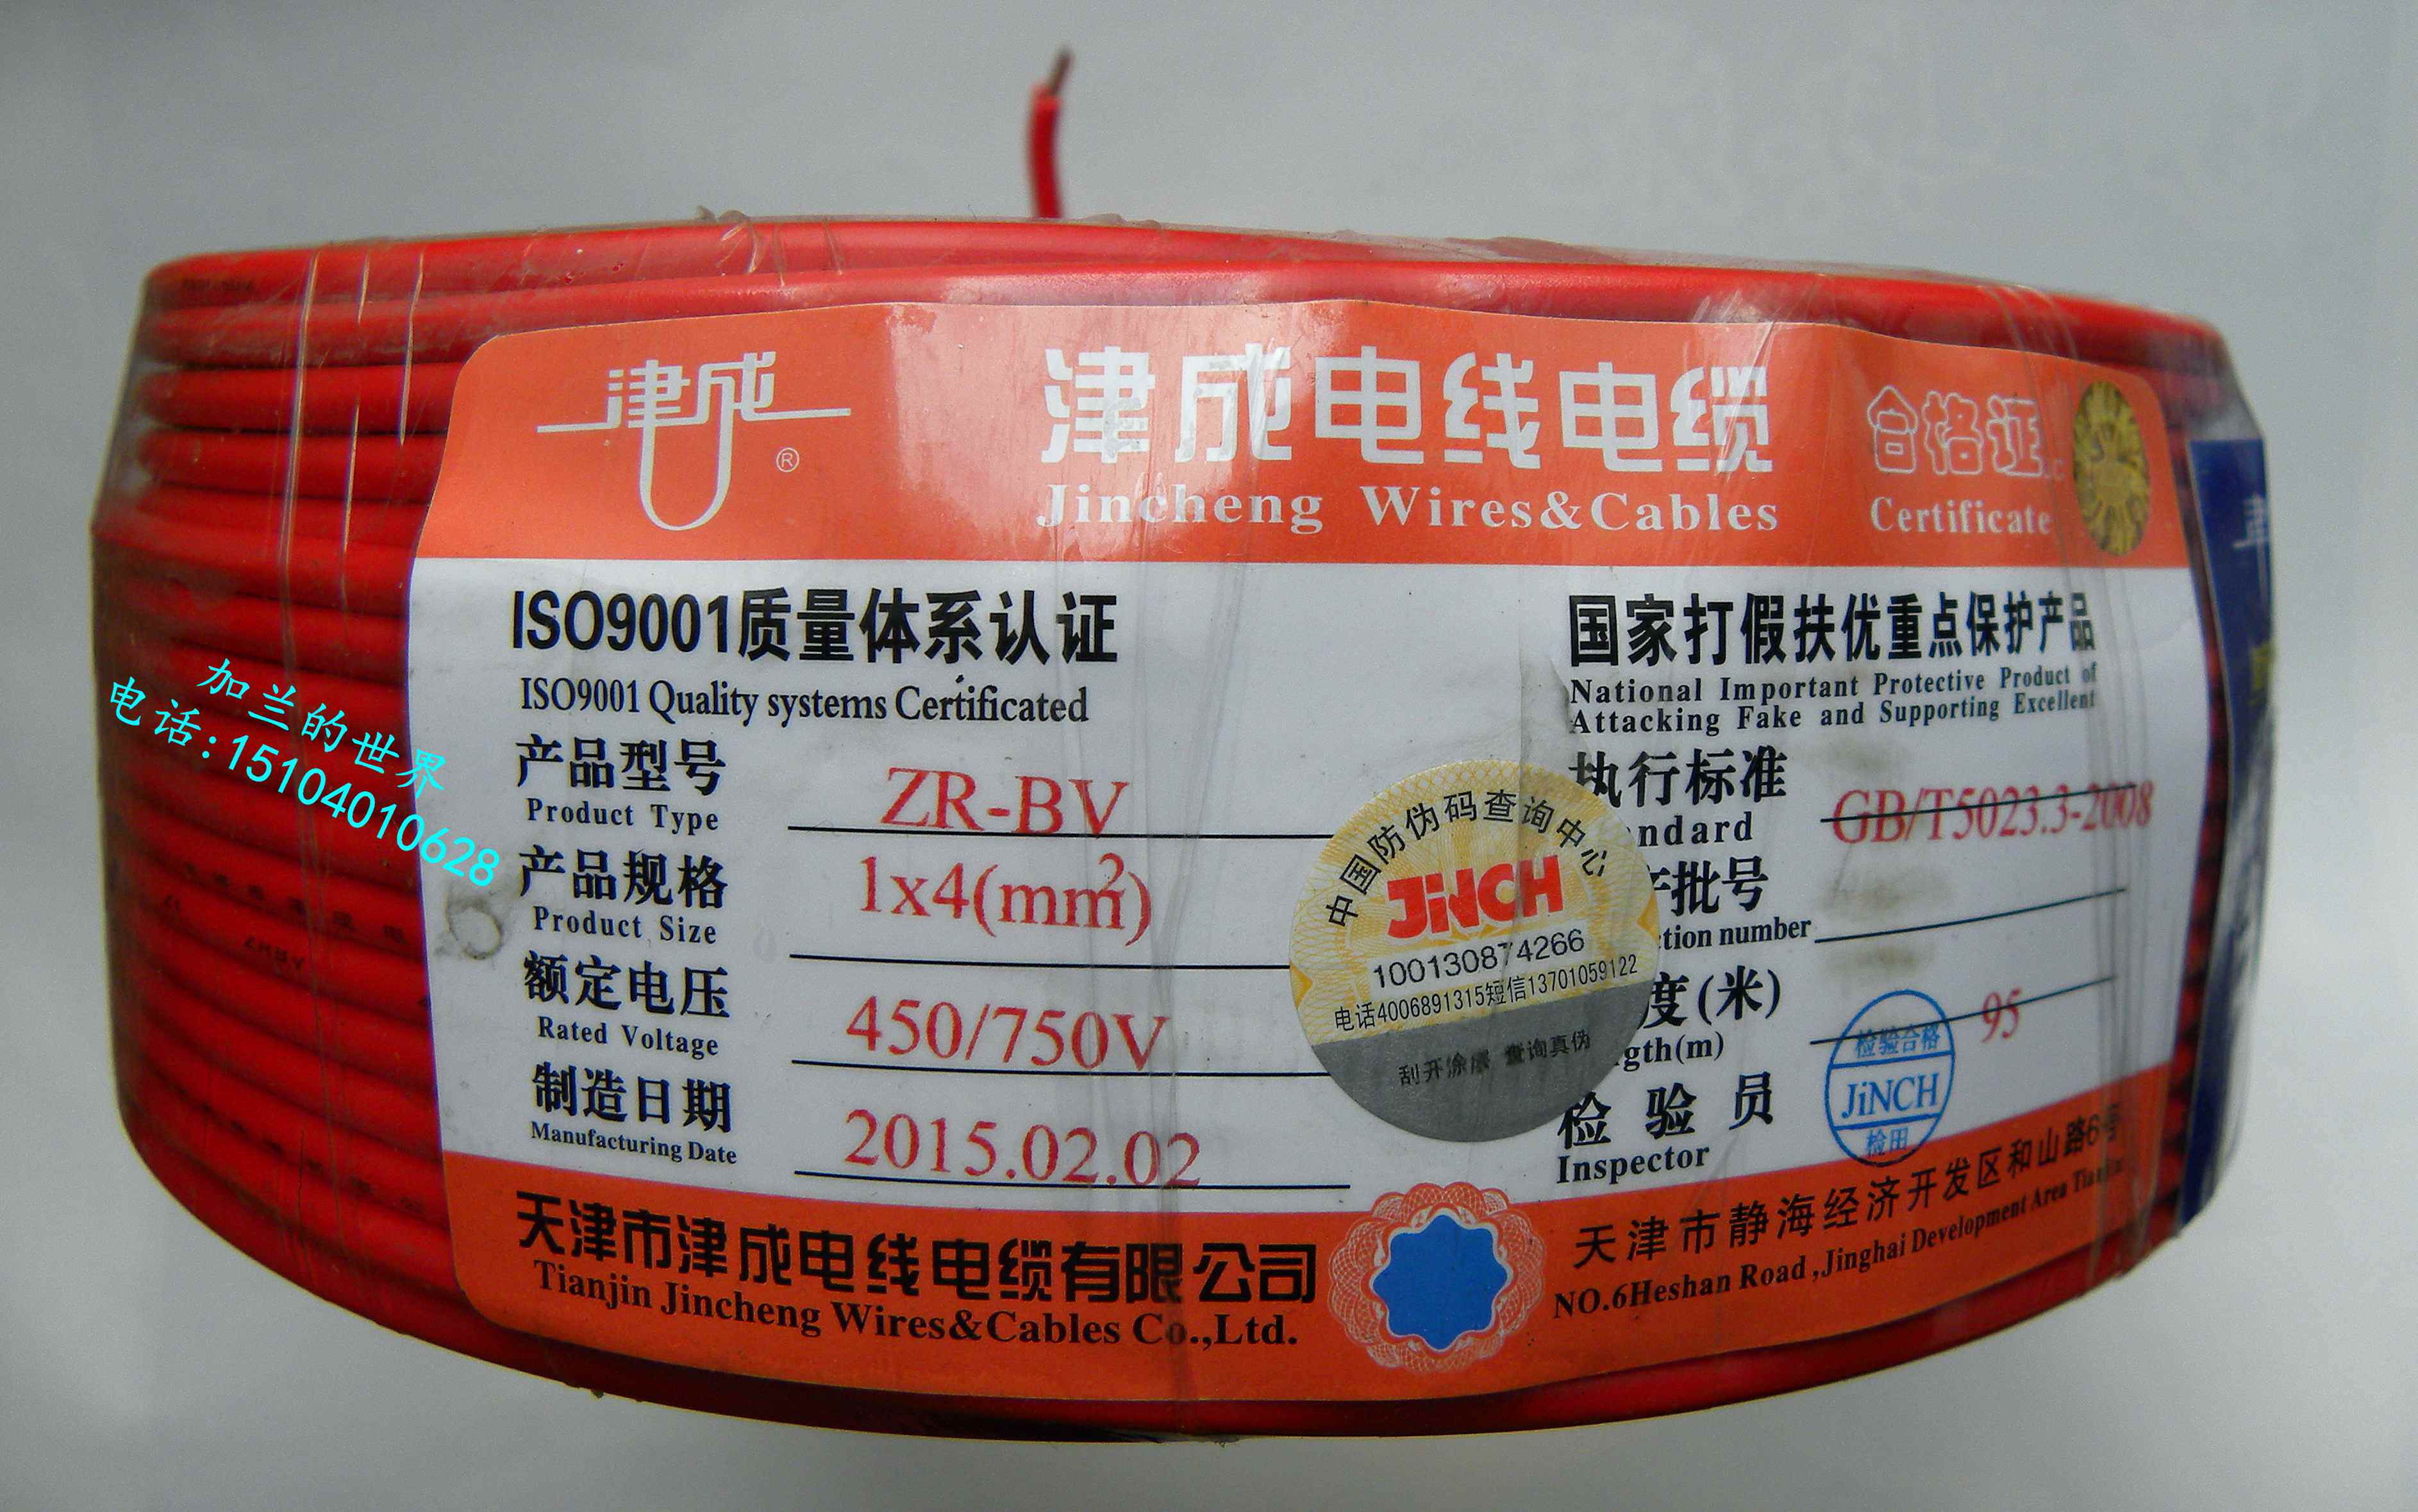 津成
®
津成电线电缆
Jincheng Wires&Cables
合格证
Certificate
ISO9001质量体系认证
ISO9001 Quality systems Certificated
国家打假扶优重点保护产品
National Important Protective Product of
Attacking Fake and Supporting Excellent
产品型号 ZR-BV
Product Type
产品规格 1x4(mm²)
Product Size
额定电压 450/750V
Rated Voltage
制造日期 2015.02.02
Manufacturing Date
执行标准 GB/T5023.3-2008
ndard
批号
ction number
度(米) 95
gth(m)
检验员
Inspector
中国防伪码查询中心
JiNCH
100130874266
电话4006891315短信13701059122
刮开涂层 查询真伪
检验合格
JiNCH
天津市津成电线电缆有限公司
Tianjin Jincheng Wires&Cables Co.,Ltd.
天津市静海经济开发区和山路6号
NO.6Heshan Road,Jinghai Development Area Tianjin
加兰的世界
电话:15104010628